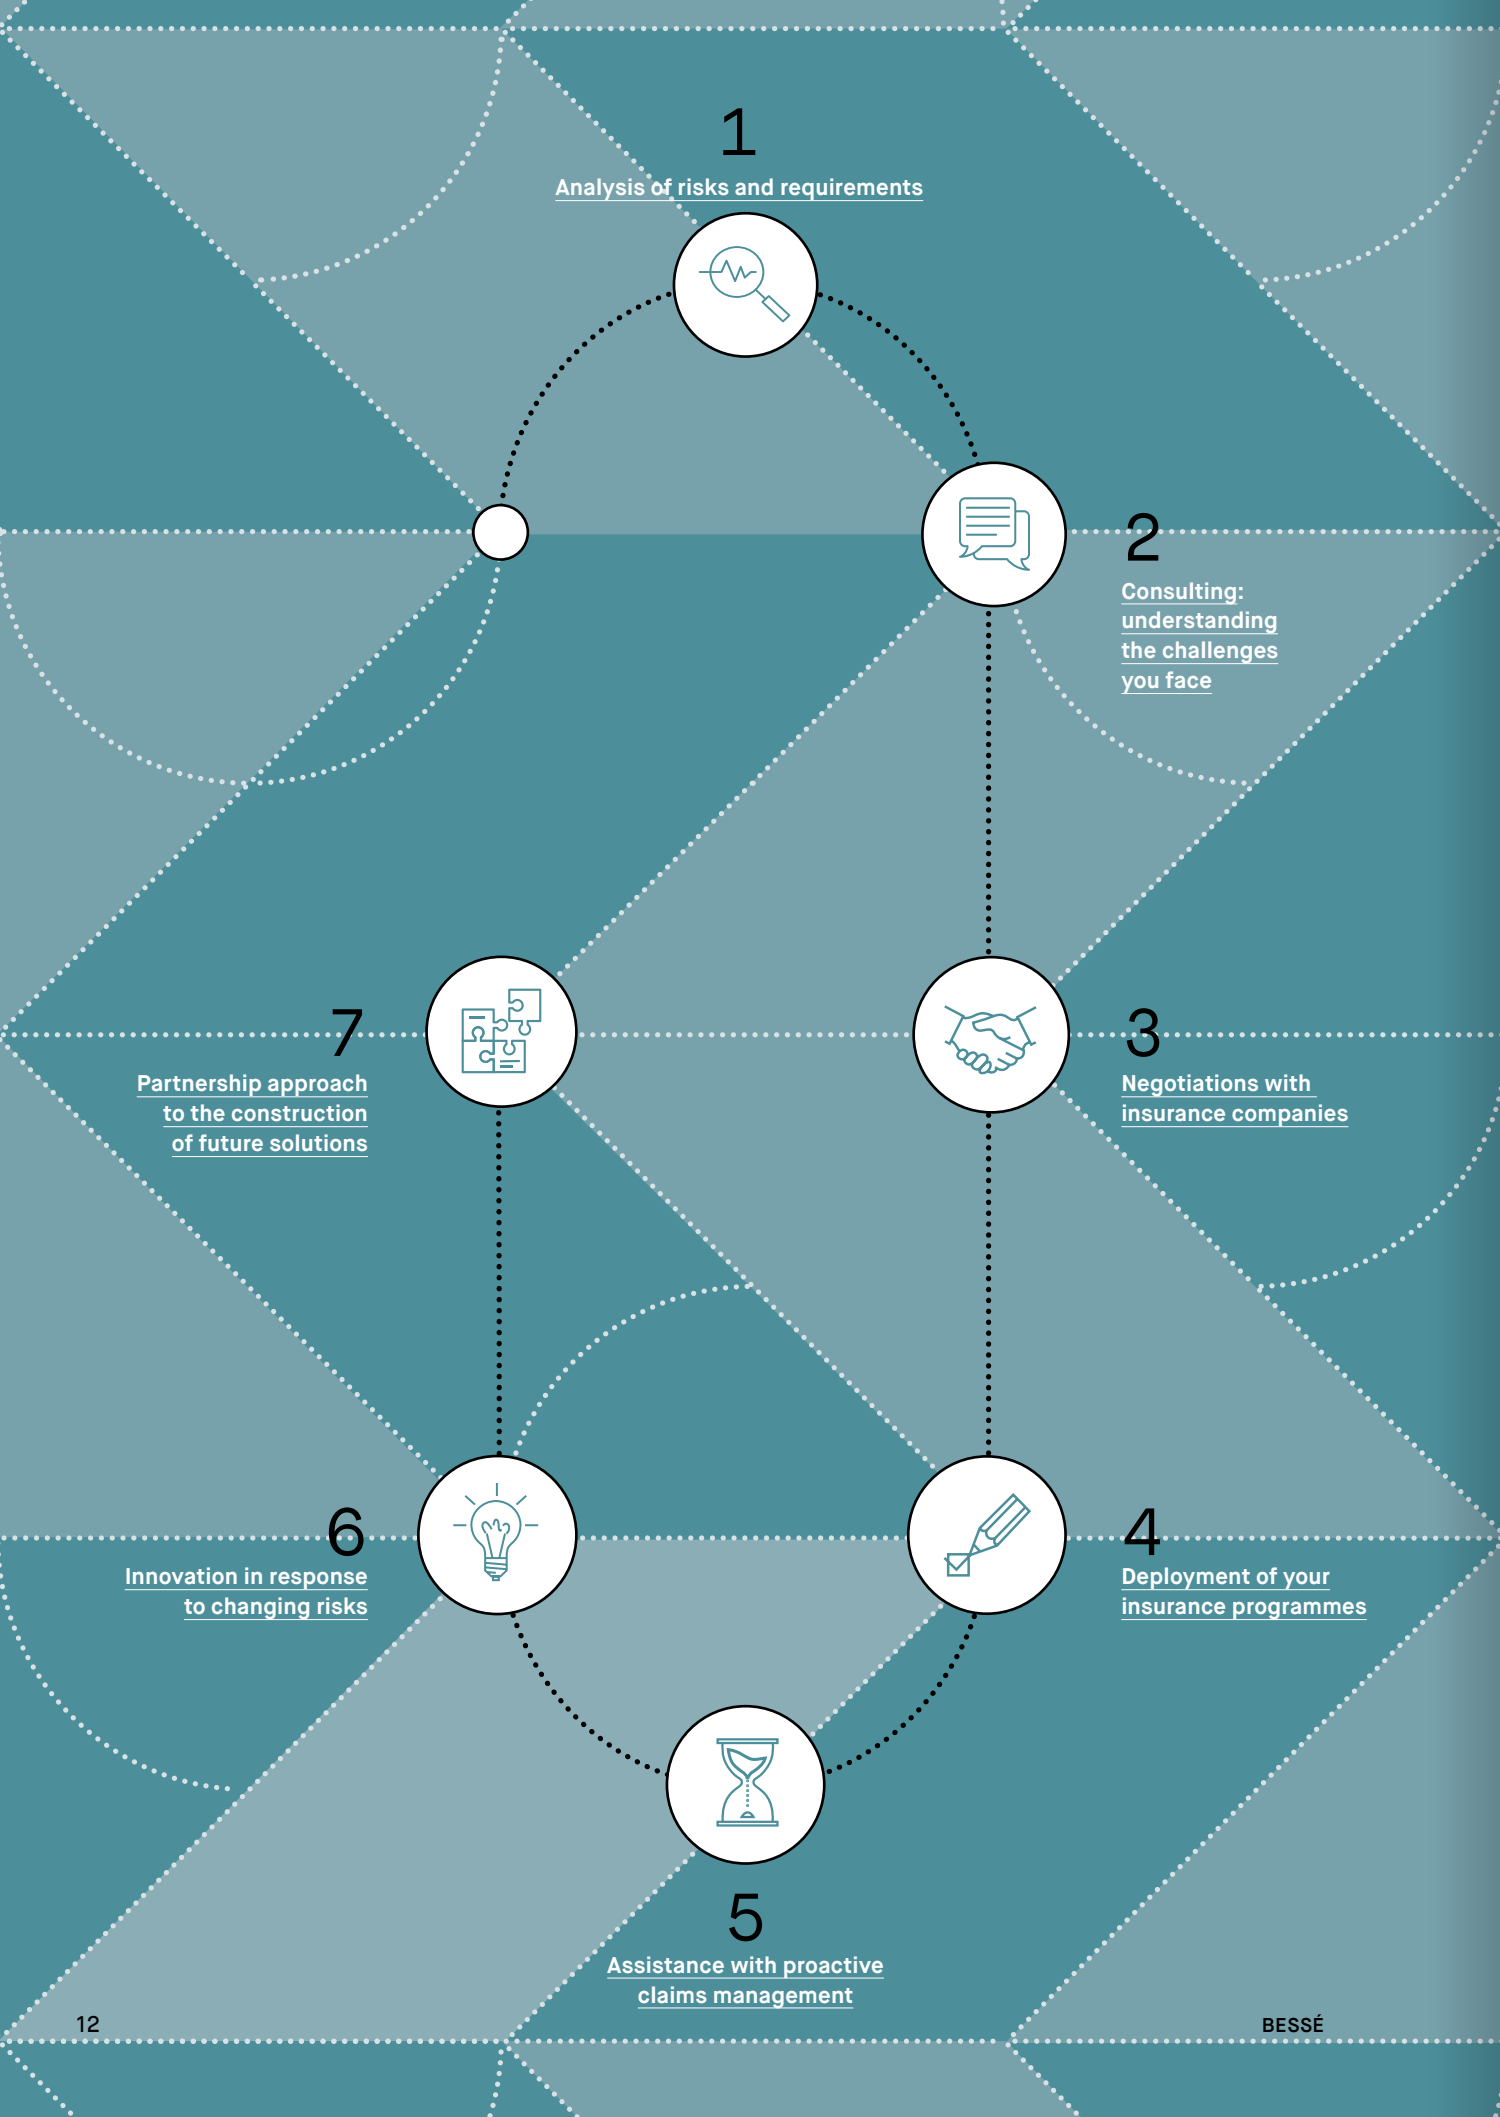 1
Analysis of risks and requirements
2
Consulting:
understanding
the challenges
you face
3
Negotiations with
insurance companies
4
Deployment of your
insurance programmes
5
Assistance with proactive
claims management
6
Innovation in response
to changing risks
7
Partnership approach
to the construction
of future solutions
12
BESSÉ